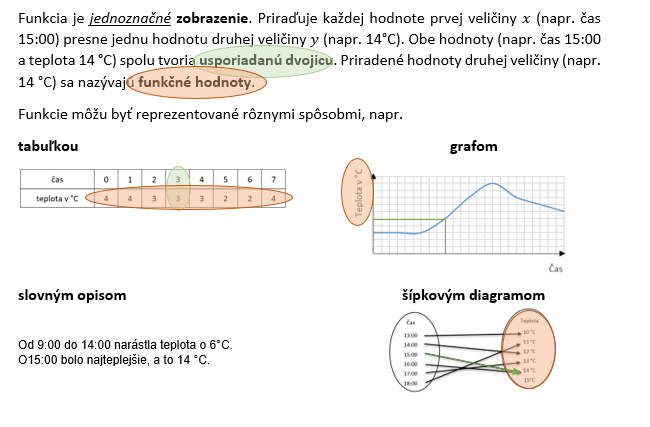 Funkcia je jednoznačné zobrazenie. Priraďuje každej hodnote prvej veličiny x (napr. čas
15:00) presne jednu hodnotu druhej veličiny y (napr. 14°C). Obe hodnoty (napr. čas 15:00
a teplota 14 °C) spolu tvoria usporiadanú dvojicu. Priradené hodnoty druhej veličiny (napr.
14 °C) sa nazývajú funkčné hodnoty.
Funkcie môžu byť reprezentované rôznymi spôsobmi, napr.
tabuľkou
čas 0 1 2 3 4 5 6 7
teplota v °C 4 4 3 3 3 2 2 4
grafom
Teplota v °C
Čas
slovným opisom
Od 9:00 do 14:00 narástla teplota o 6°C.
O15:00 bolo najteplejšie, a to 14 °C.
šípkovým diagramom
Čas
13:00
14:00
15:00
16:00
17:00
18:00
Teplota
10 °C
11 °C
12 °C
13 °C
14 °C
15°C